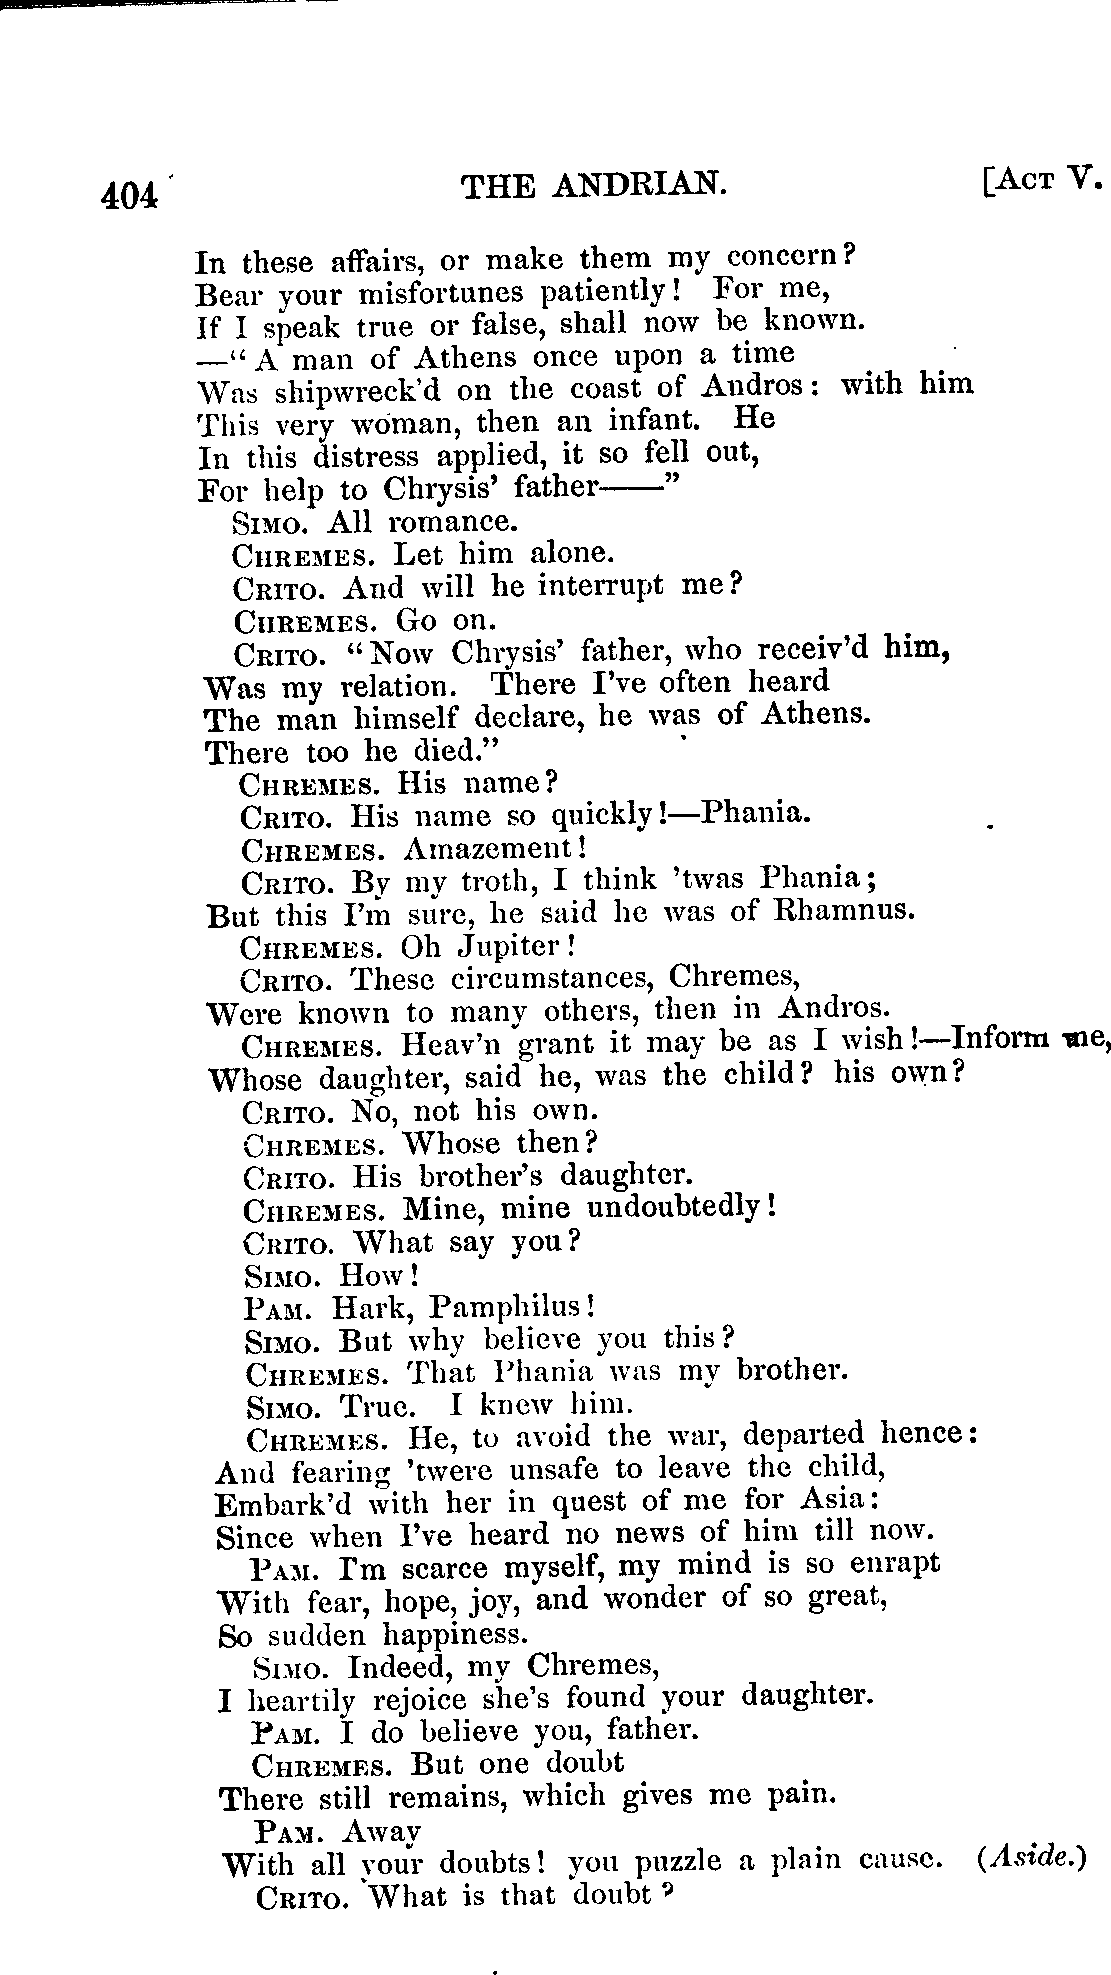 404 THE ANDRIAN. [ACT V.
In these affairs, or make them my concern?
Bear your misfortunes patiently! For me,
If I speak true or false, shall now be known.
—"A man of Athens once upon a time
Was shipwreck'd on the coast of Andros: with him
This very woman, then an infant. He
In this distress applied, it so fell out,
For help to Chrysis' father——"
SIMO. All romance.
CHREMES. Let him alone.
CRITO. And will he interrupt me?
CHREMES. Go on.
CRITO. "Now Chrysis' father, who receiv'd him,
Was my relation. There I've often heard
The man himself declare, he was of Athens.
There too he died."
CHREMES. His name?
CRITO. His name so quickly!—Phania.
CHREMES. Amazement!
CRITO. By my troth, I think 'twas Phania;
But this I'm sure, he said he was of Rhamnus.
CHREMES. Oh Jupiter!
CRITO. These circumstances, Chremes,
Were known to many others, then in Andros.
CHREMES. Heav'n grant it may be as I wish!—Inform me,
Whose daughter, said he, was the child? his own?
CRITO. No, not his own.
CHREMES. Whose then?
CRITO. His brother's daughter.
CHREMES. Mine, mine undoubtedly!
CRITO. What say you?
SIMO. How!
PAM. Hark, Pamphilus!
SIMO. But why believe you this?
CHREMES. That Phania was my brother.
SIMO. True. I knew him.
CHREMES. He, to avoid the war, departed hence:
And fearing 'twere unsafe to leave the child,
Embark'd with her in quest of me for Asia:
Since when I've heard no news of him till now.
PAM. I'm scarce myself, my mind is so enrapt
With fear, hope, joy, and wonder of so great,
So sudden happiness.
SIMO. Indeed, my Chremes,
I heartily rejoice she's found your daughter.
PAM. I do believe you, father.
CHREMES. But one doubt
There still remains, which gives me pain.
PAM. Away
With all your doubts! you puzzle a plain cause. (Aside.)
CRITO. What is that doubt?